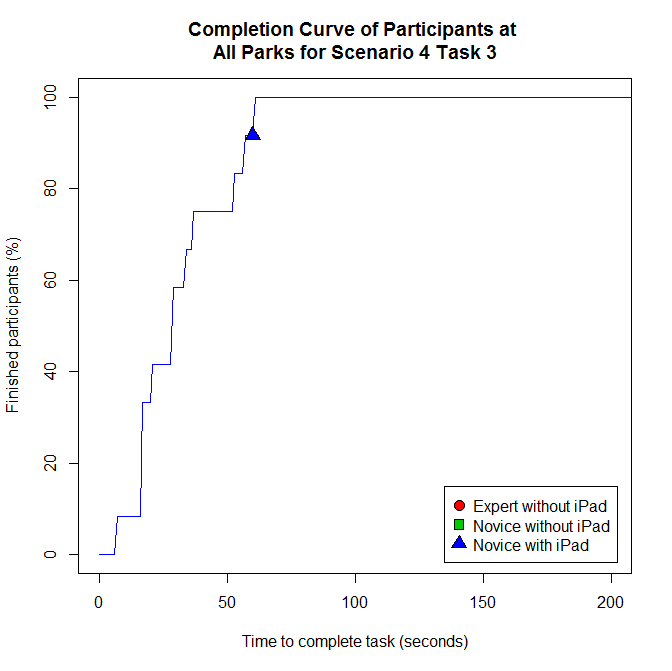 Completion Curve of Participants at
All Parks for Scenario 4 Task 3
Finished participants (%)
100
80
60
40
20
0
Expert without iPad
Novice without iPad
Novice with iPad
0 50 100 150 200
Time to complete task (seconds)